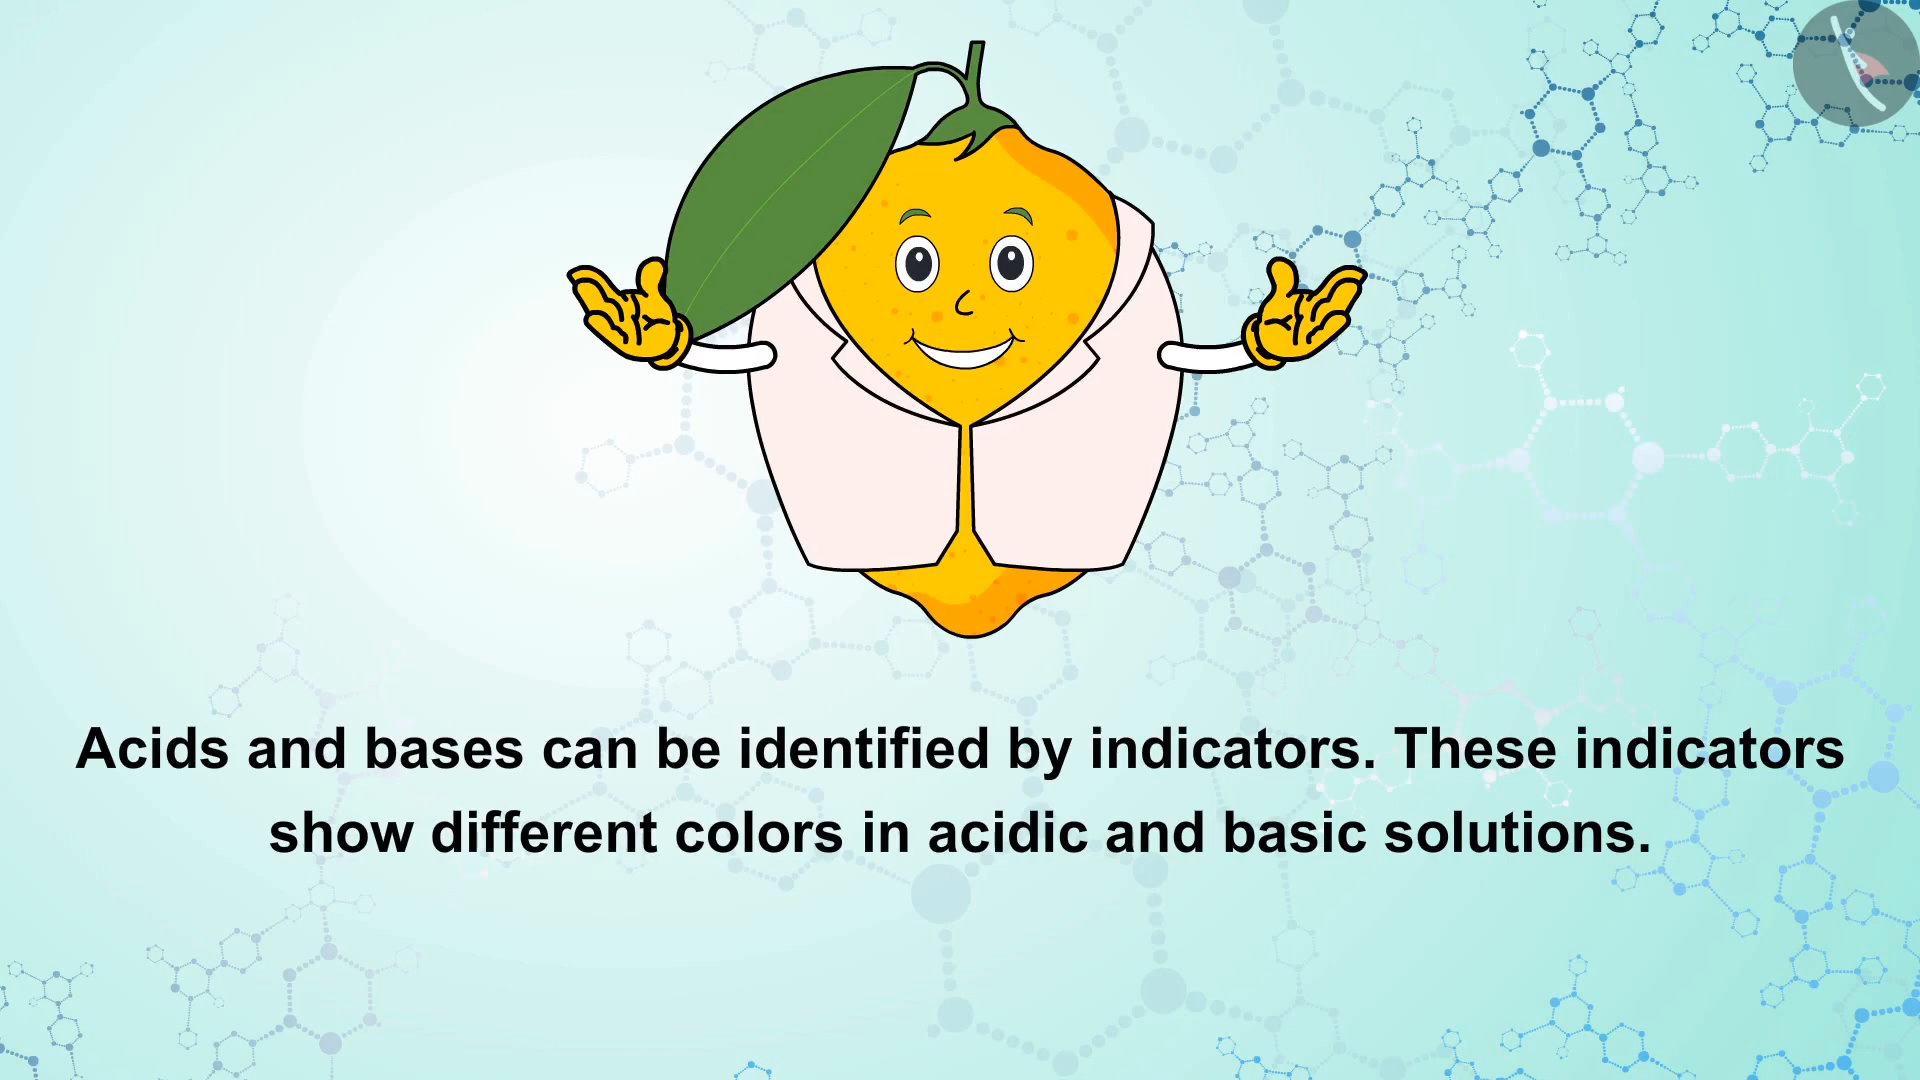 Acids and bases can be identified by indicators. These indicators
show different colors in acidic and basic solutions.